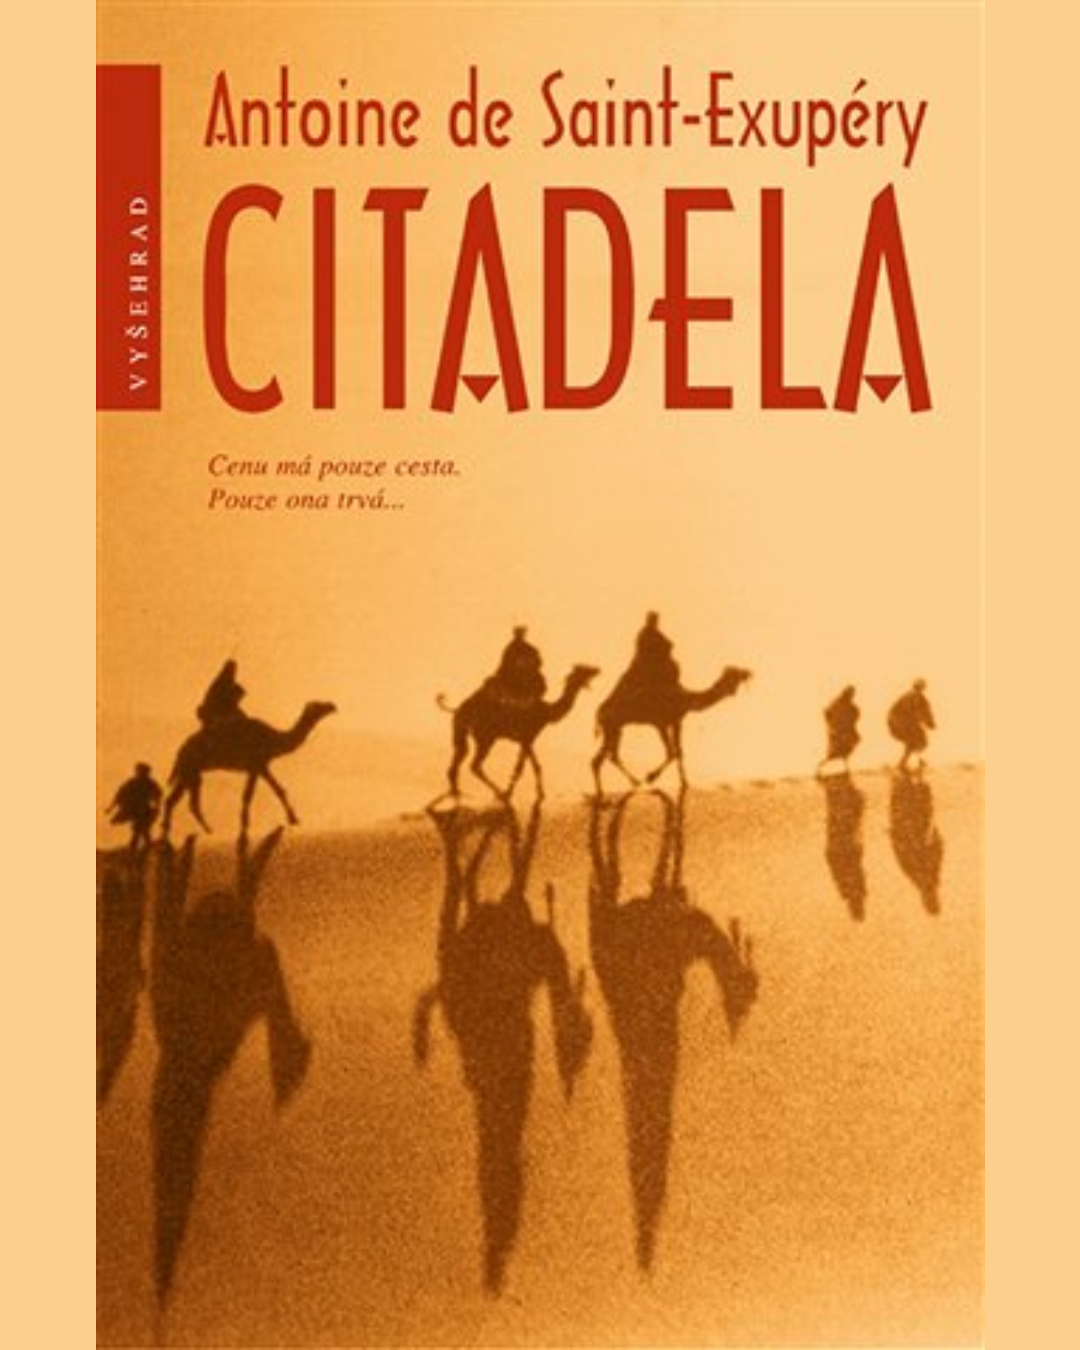 Antoine de Saint-Exupéry
CITADELA
VYŠEHRAD
Cenu má pouze cesta.
Pouze ona trvá...